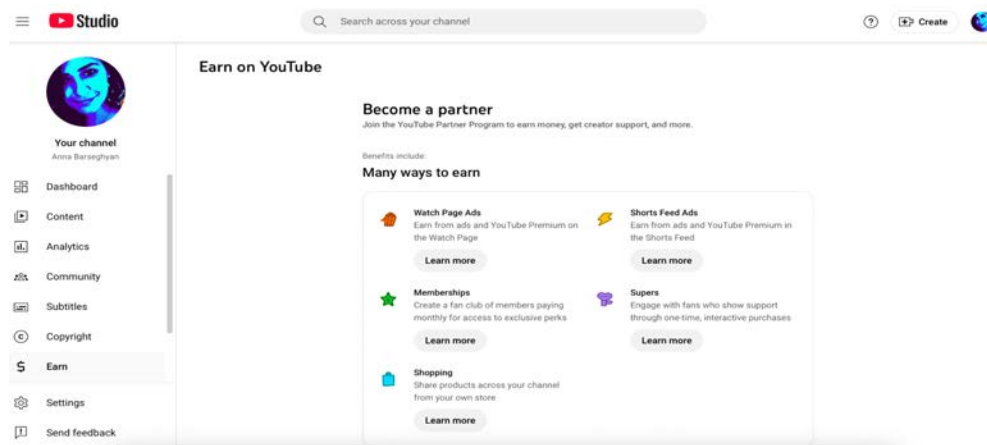 Studio
Search across your channel
Create
Your channel
Anna Barseghyan
Dashboard
Content
Analytics
Community
Subtitles
Copyright
Earn
Settings
Send feedback
Earn on YouTube
Become a partner
Join the YouTube Partner Program to earn money, get creator support, and more.
Benefits include:
Many ways to earn
Watch Page Ads
Earn from ads and YouTube Premium on
the Watch Page
Learn more
Shorts Feed Ads
Earn from ads and YouTube Premium in
the Shorts Feed
Learn more
Memberships
Create a fan club of members paying
monthly for access to exclusive perks
Learn more
Supers
Engage with fans who show support
through one-time, interactive purchases
Learn more
Shopping
Share products across your channel
from your own store
Learn more